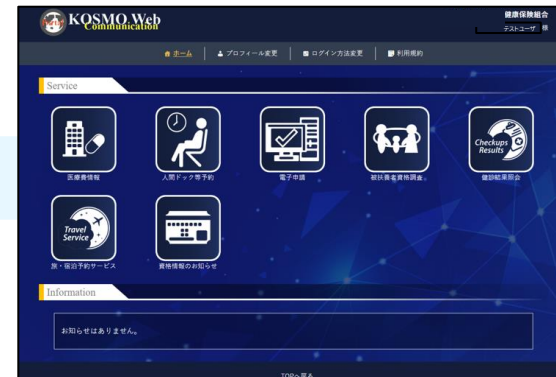 KOSMO Web
Communication
健康保険組合
テストユーザ 様
ホーム
プロフィール変更
ログイン方法変更
利用規約
Service
医療費情報
人間ドック等予約
電子申請
被扶養者資格調査。
Checkups
Results
健診結果照会
Travel
Service
旅・宿泊予約サービス
資格情報のお知らせ
Information
お知らせはありません。
TOPへ戻る